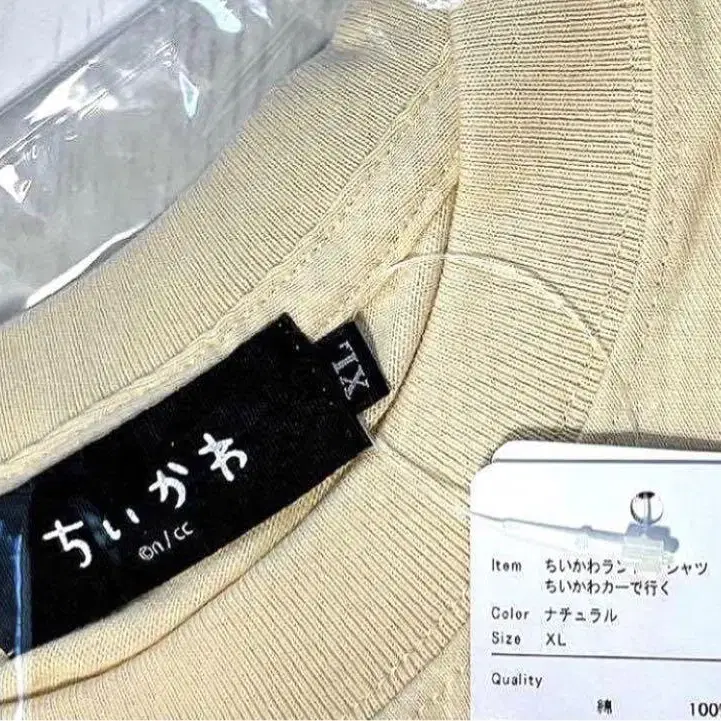 XL
ちいかわ
©n/cc
Item ちいかわラン シャツ
ちいかわカーで行く
Color ナチュラル
Size XL
Quality
綿 100%